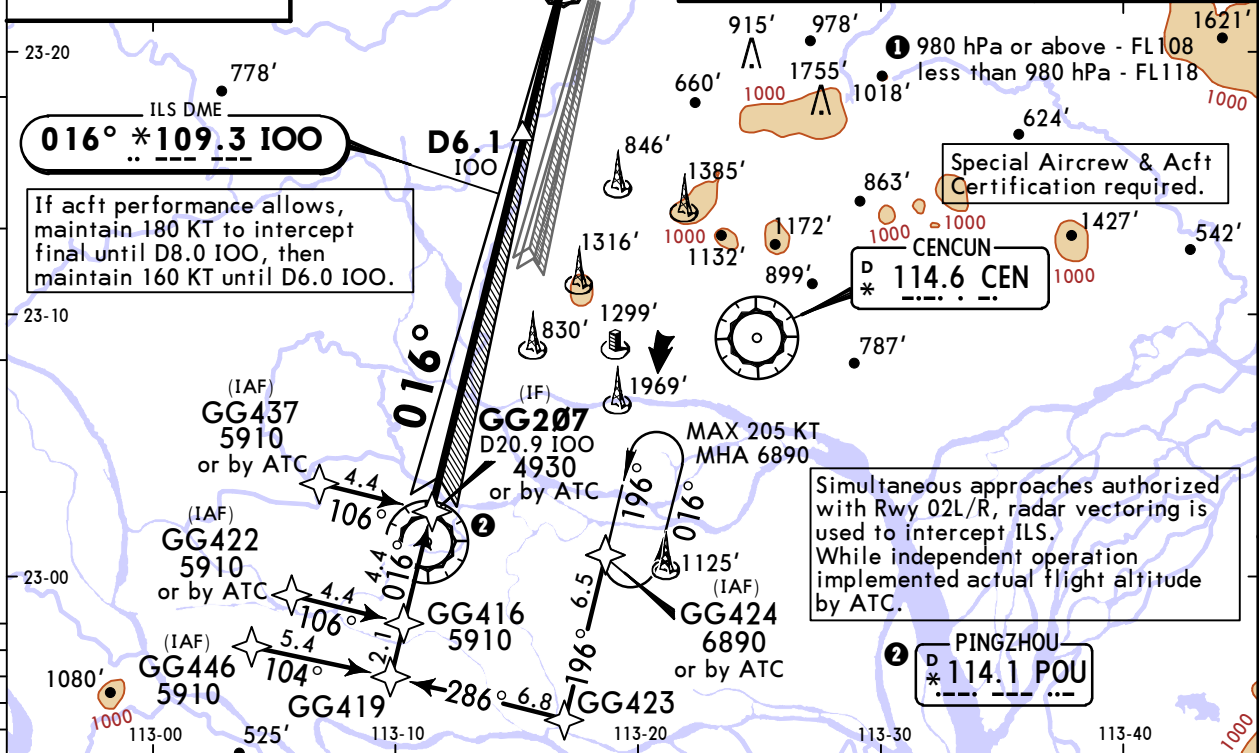 23-20
778'
ILS DME
016° *109.3 IOO
If acft performance allows,
maintain 180 KT to intercept
final until D8.0 IOO, then
maintain 160 KT until D6.0 IOO.
D6.1
IOO
915'
978'
1755'
1000
660'
1018'
❶ 980 hPa or above - FL108
less than 980 hPa - FL118
1621'
1000
624'
846'
1385'
1000
1132'
1172'
899'
863'
1000
1000
Special Aircrew & Acft
Certification required.
1427'
1000
542'
CENCUN
D
* 114.6 CEN
23-10
1316'
830'
1299'
1969'
787'
016°
(IAF)
GG437
5910
or by ATC
4.4
106°
(IF)
GG207
D20.9 IOO
4930
or by ATC
❷
MAX 205 KT
MHA 6890
196°
016°
1125'
Simultaneous approaches authorized
with Rwy 02L/R, radar vectoring is
used to intercept ILS.
While independent operation
implemented actual flight altitude
by ATC.
23-00
(IAF)
GG422
5910
or by ATC
4.4
106°
4.4
016°
GG416
5910
6.5
196°
(IAF)
GG424
6890
or by ATC
(IAF)
GG446
5910
5.4
104°
2.1
GG419
286°
6.8
GG423
❷
PINGZHOU
D
* 114.1 POU
1080'
1000
525'
1000
113-00
113-10
113-20
113-30
113-40